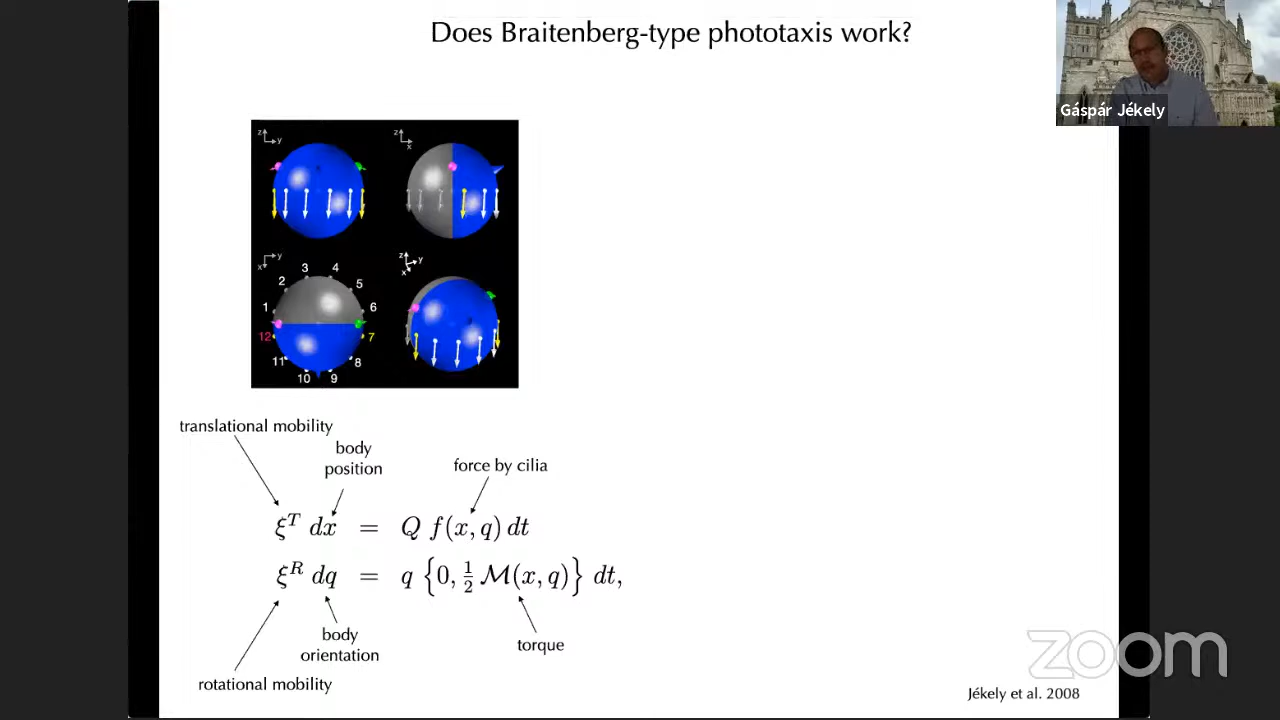 Does Braitenberg-type phototaxis work?
Gáspár Jékely
z
y
z
x
x
y
z
y
x
3 4
2 5
1 6
12 7
11 8
10 9
translational mobility
body
position
force by cilia
ξ^T dx = Q f(x, q) dt
ξ^R dq = q {0, ½ ℳ(x, q)} dt,
body
orientation
torque
rotational mobility
zoom
Jékely et al. 2008